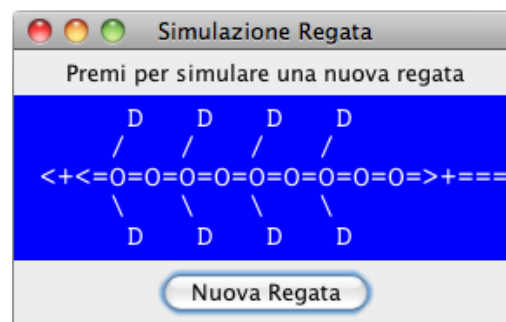 Simulazione Regata
Premi per simulare una nuova regata
D D D D
/ / / /
<+<=O=O=O=O=O=O=O=O=O=>+===
\ \ \ \
D D D D
Nuova Regata